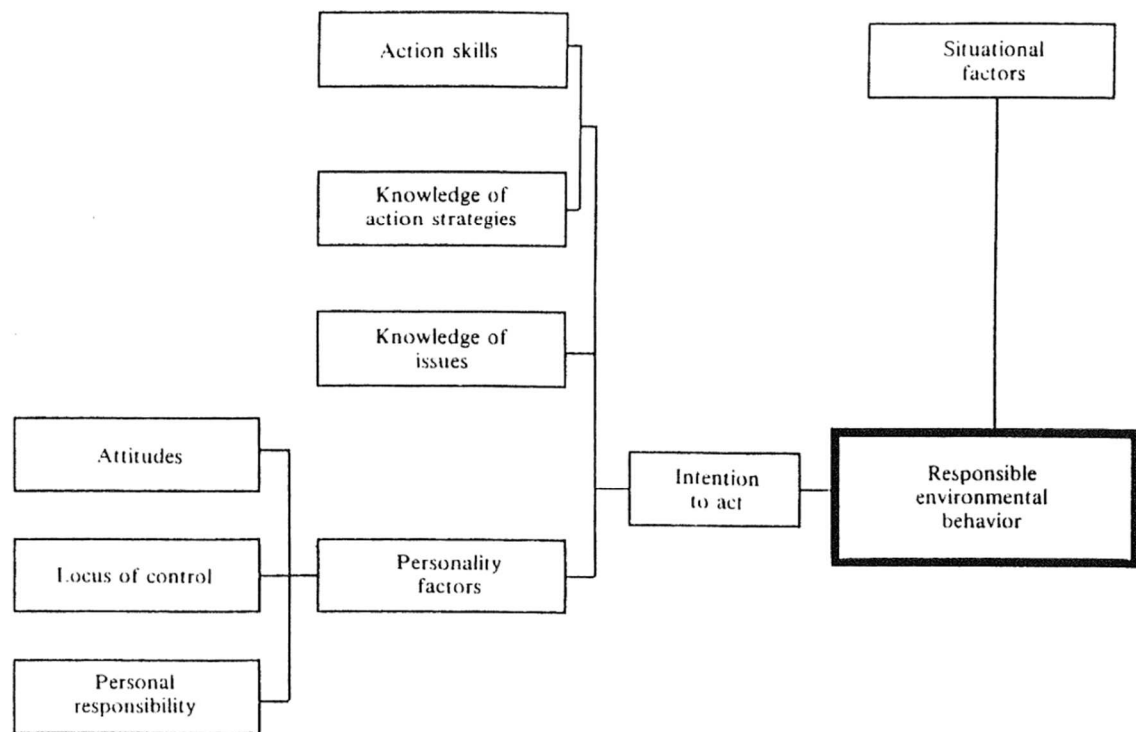 Action skills
Situational
factors
Knowledge of
action strategies
Knowledge of
issues
Attitudes
Intention
to act
Responsible
environmental
behavior
Locus of control
Personality
factors
Personal
responsibility